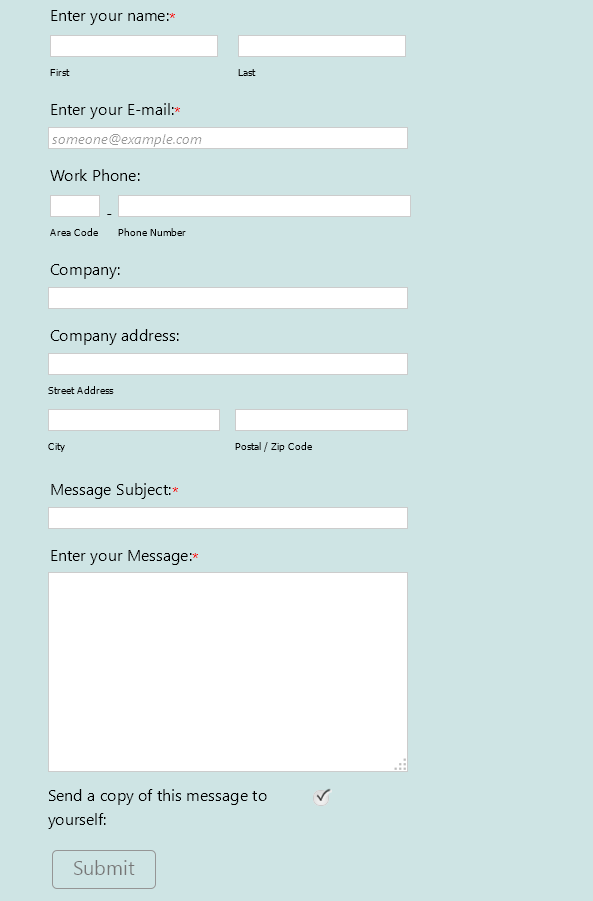 Enter your name:*
First Last
Enter your E-mail:*
someone@example.com
Work Phone:
-
Area Code Phone Number
Company:
Company address:
Street Address
City Postal / Zip Code
Message Subject:*
Enter your Message:*
Send a copy of this message to
yourself:
Submit